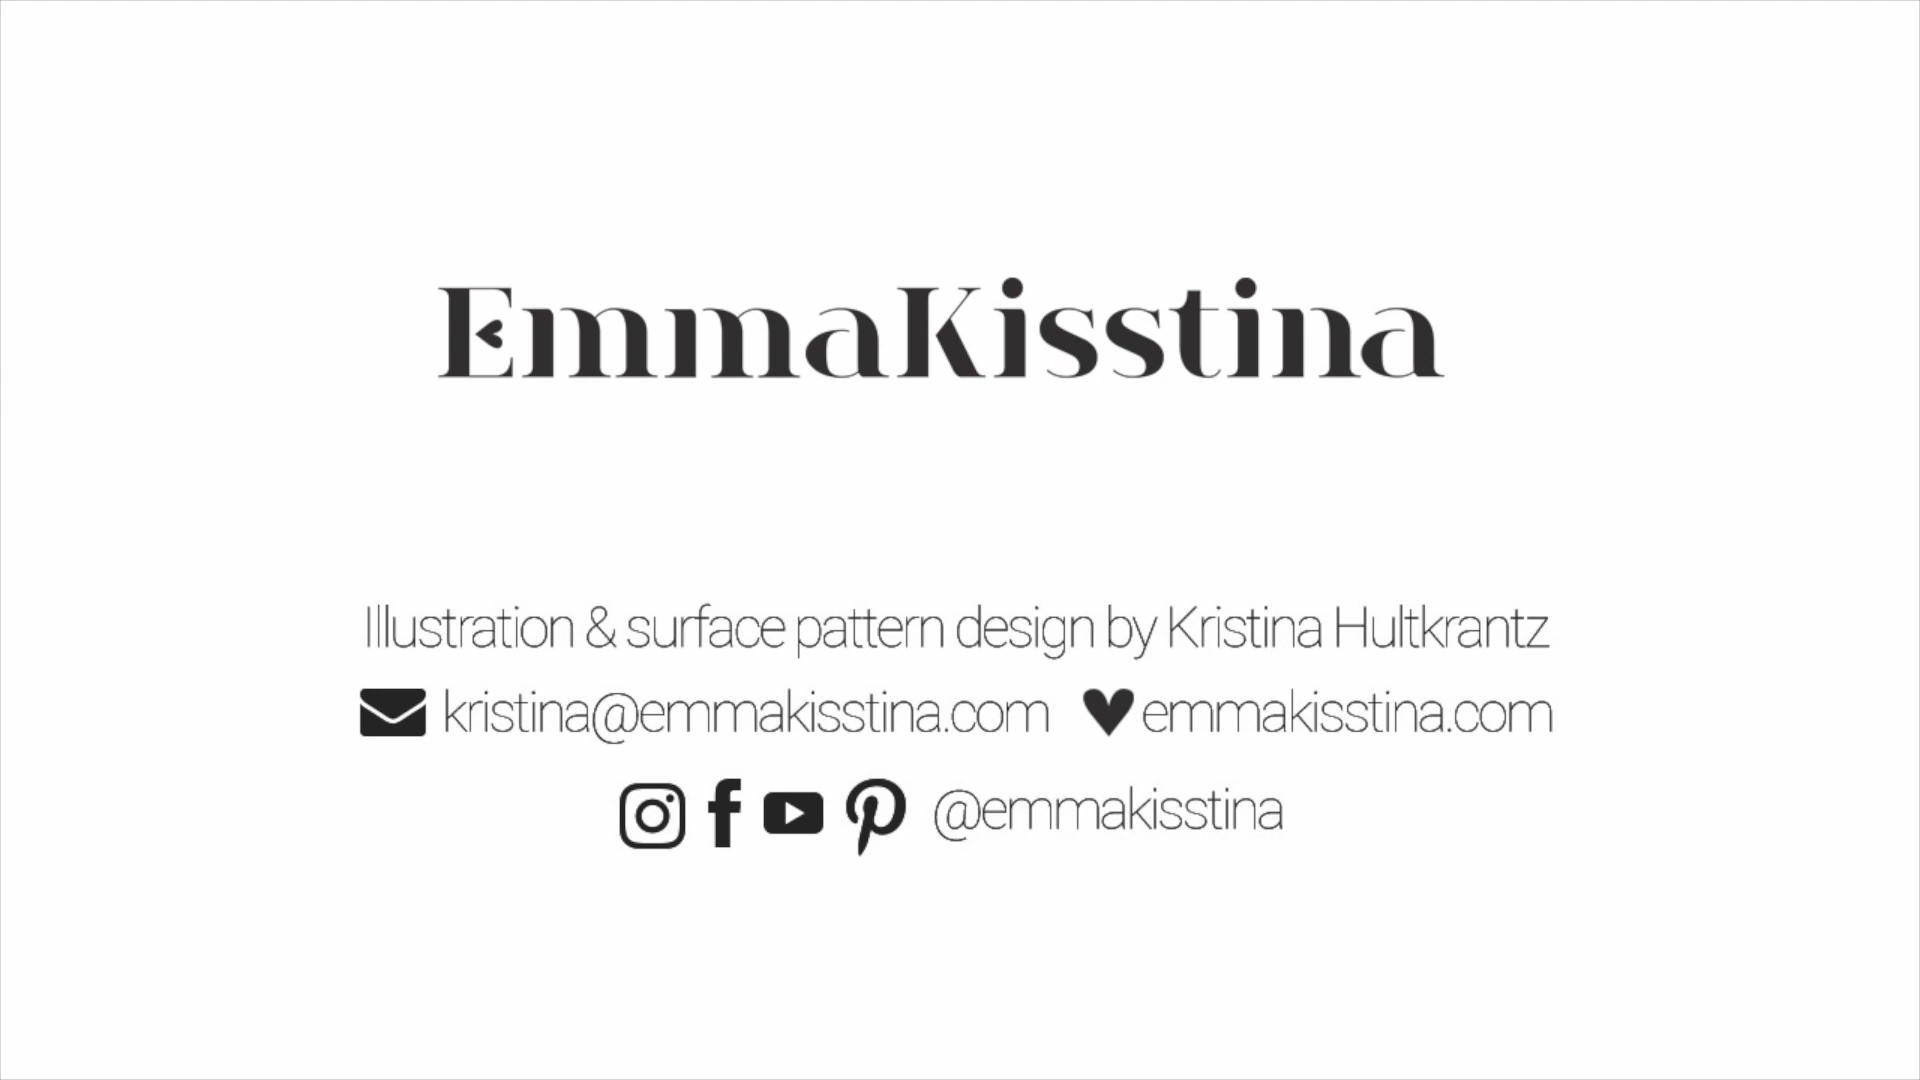 EmmaKisstina
Illustration & surface pattern design by Kristina Hultkrantz
kristina@emmakisstina.com emmakisstina.com
@emmakisstina